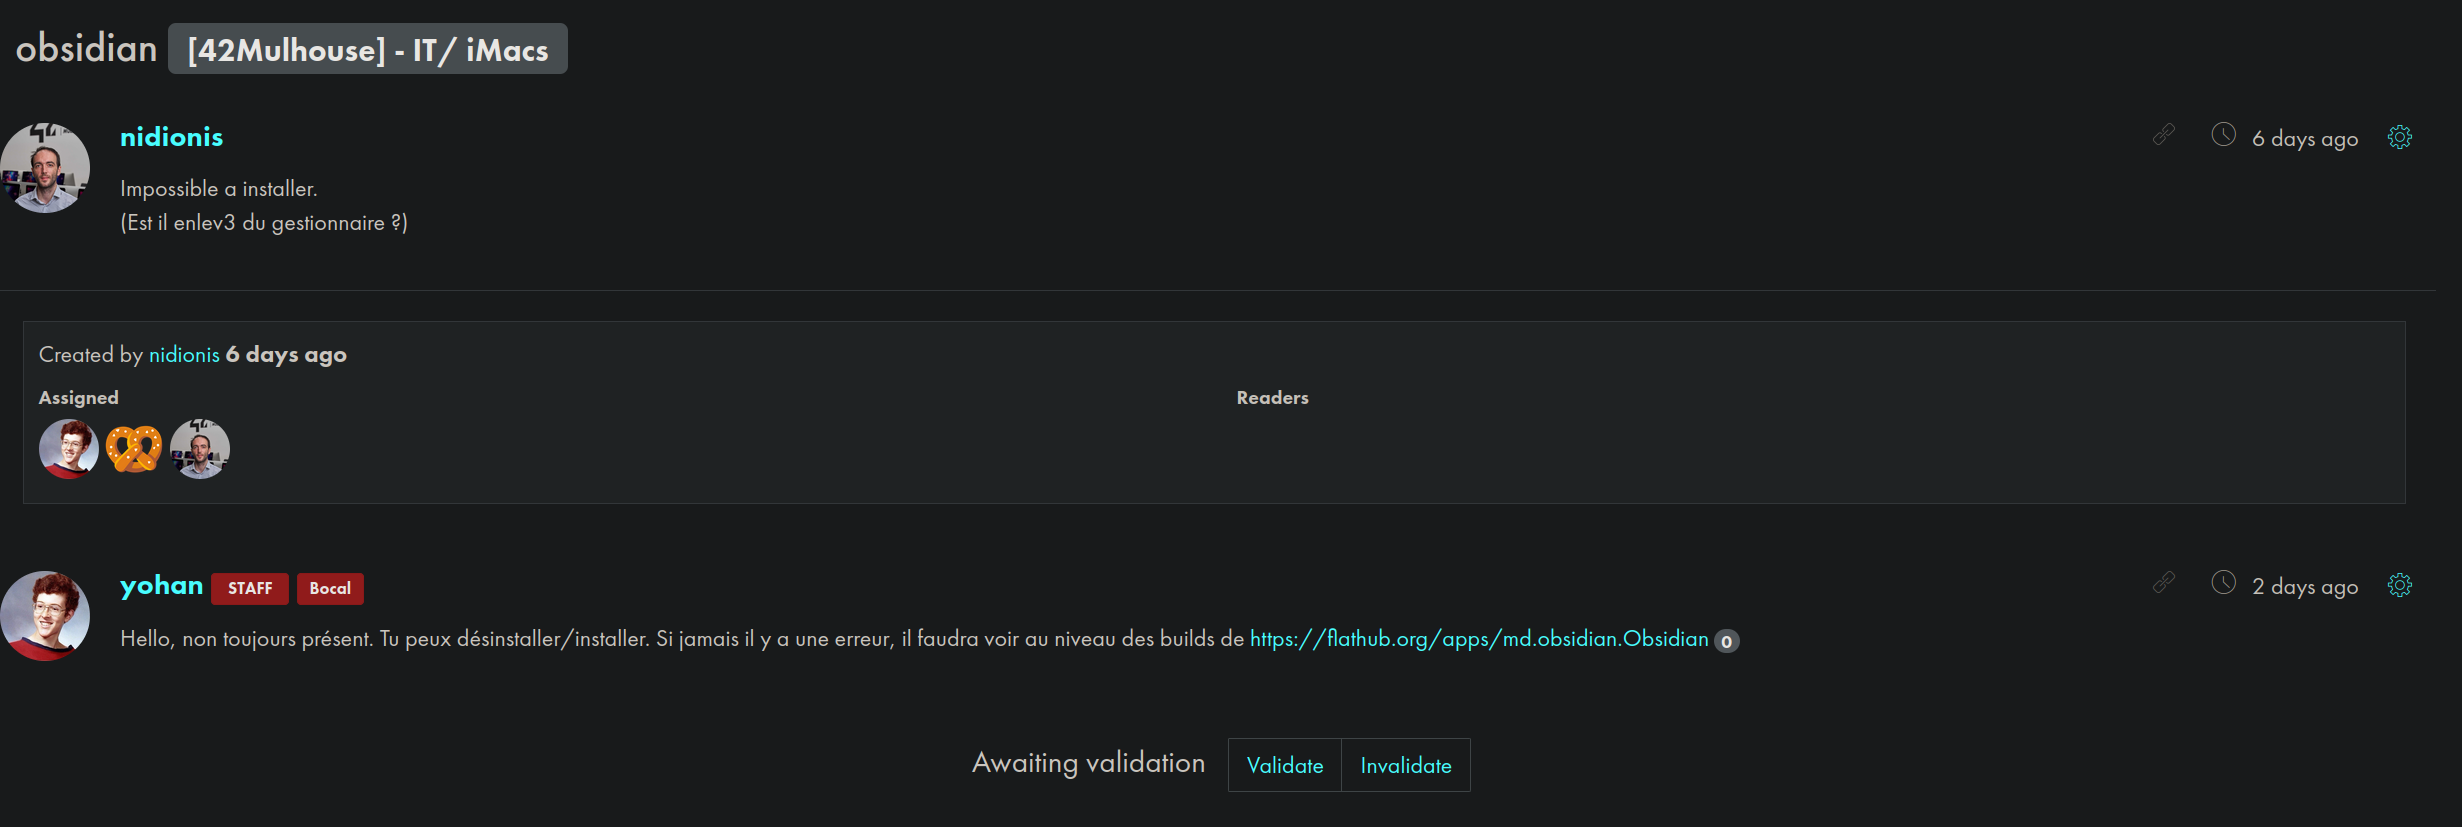 obsidian [42Mulhouse] - IT/ iMacs
nidionis
6 days ago
Impossible a installer.
(Est il enlev3 du gestionnaire ?)
Created by nidionis 6 days ago
Assigned
Readers
yohan STAFF Bocal
2 days ago
Hello, non toujours présent. Tu peux désinstaller/installer. Si jamais il y a une erreur, il faudra voir au niveau des builds de https://flathub.org/apps/md.obsidian.Obsidian 0
Awaiting validation Validate Invalidate